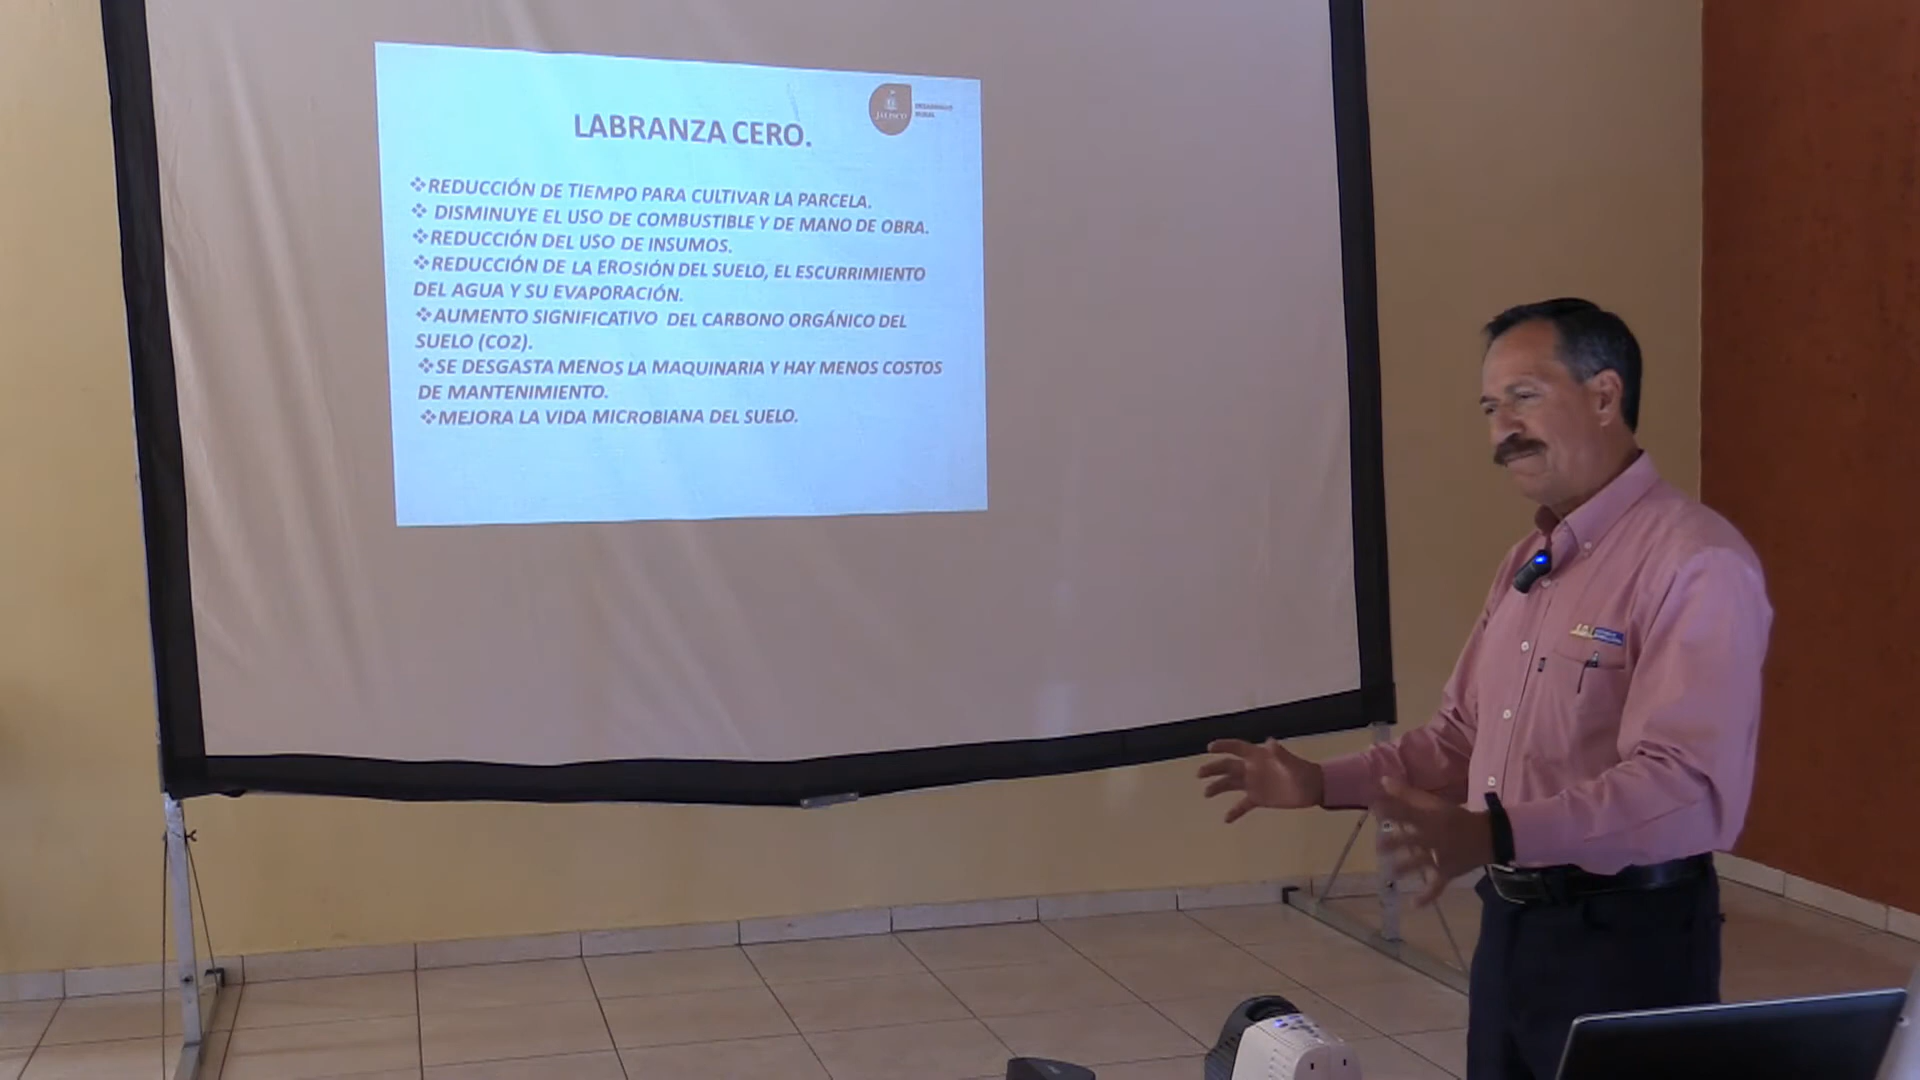 JALISCO
DESARROLLO
RURAL
LABRANZA CERO.
❖REDUCCIÓN DE TIEMPO PARA CULTIVAR LA PARCELA.
❖ DISMINUYE EL USO DE COMBUSTIBLE Y DE MANO DE OBRA.
❖REDUCCIÓN DEL USO DE INSUMOS.
❖REDUCCIÓN DE LA EROSIÓN DEL SUELO, EL ESCURRIMIENTO
DEL AGUA Y SU EVAPORACIÓN.
❖AUMENTO SIGNIFICATIVO DEL CARBONO ORGÁNICO DEL
SUELO (CO2).
❖SE DESGASTA MENOS LA MAQUINARIA Y HAY MENOS COSTOS
DE MANTENIMIENTO.
❖MEJORA LA VIDA MICROBIANA DEL SUELO.